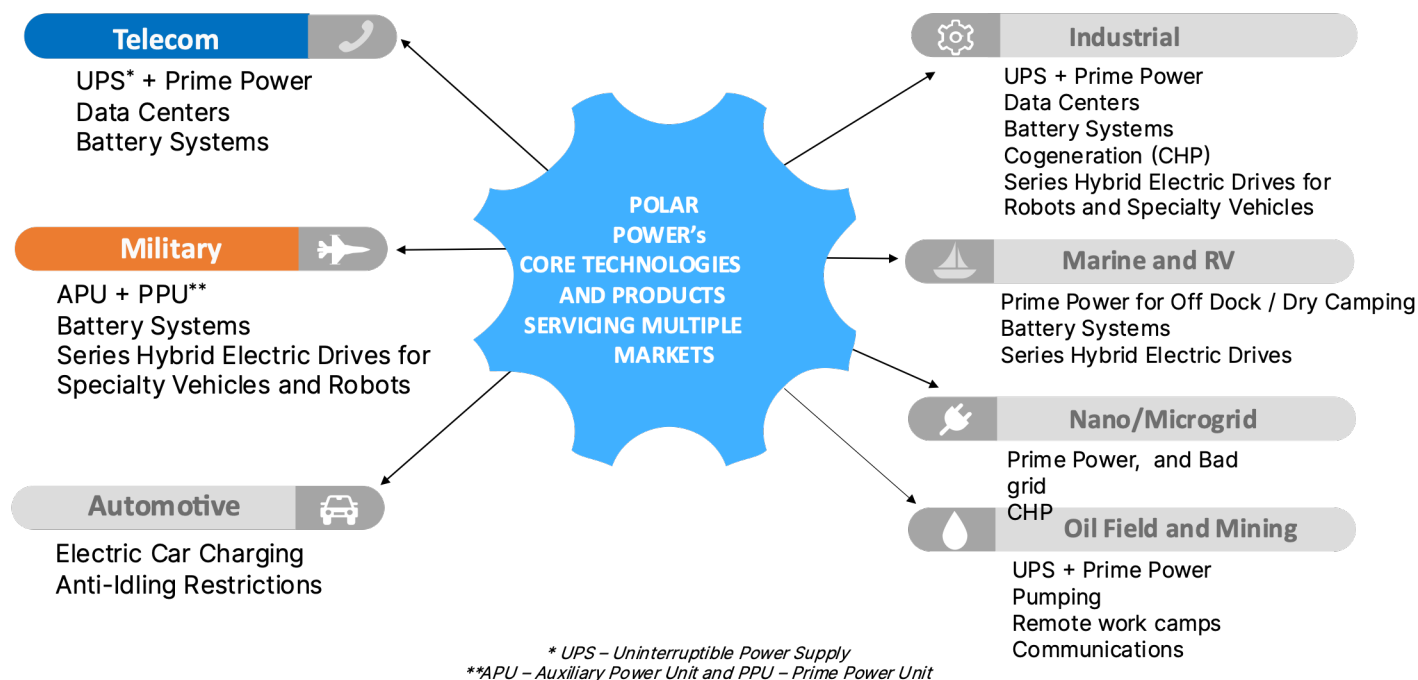 Telecom
UPS* + Prime Power
Data Centers
Battery Systems
Military
APU + PPU**
Battery Systems
Series Hybrid Electric Drives for
Specialty Vehicles and Robots
Automotive
Electric Car Charging
Anti-Idling Restrictions
POLAR
POWER's
CORE TECHNOLOGIES
AND PRODUCTS
SERVICING MULTIPLE
MARKETS
Industrial
UPS + Prime Power
Data Centers
Battery Systems
Cogeneration (CHP)
Series Hybrid Electric Drives for
Robots and Specialty Vehicles
Marine and RV
Prime Power for Off Dock / Dry Camping
Battery Systems
Series Hybrid Electric Drives
Nano/Microgrid
Prime Power,  and Bad
grid
CHP
Oil Field and Mining
UPS + Prime Power
Pumping
Remote work camps
Communications
* UPS – Uninterruptible Power Supply
**APU – Auxiliary Power Unit and PPU – Prime Power Unit